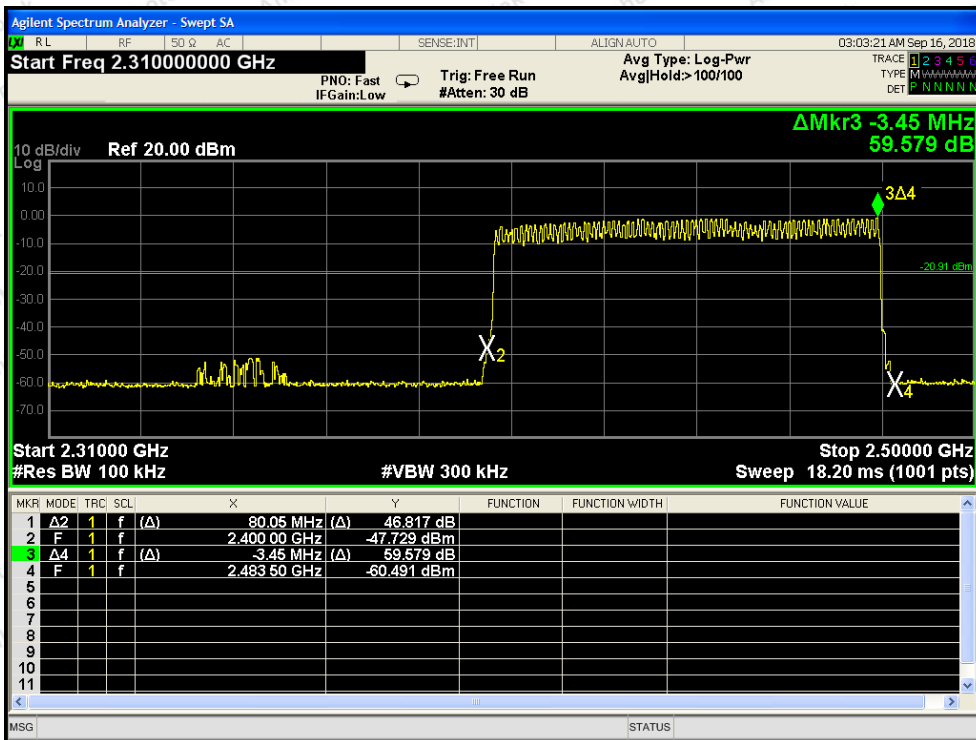 Agilent Spectrum Analyzer - Swept SA
LXI RL RF 50 Ω AC SENSE:INT ALIGN AUTO 03:03:21 AM Sep 16, 2018
Start Freq 2.310000000 GHz
PNO: Fast
IFGain:Low
Trig: Free Run
#Atten: 30 dB
Avg Type: Log-Pwr
Avg|Hold:> 100/100
TRACE 1 2 3 4 5 6
TYPE M
DET P N N N N N
ΔMkr3 -3.45 MHz
59.579 dB
10 dB/div Ref 20.00 dBm
Log
3Δ4
10.0
0.00
-10.0
-20.0
-20.91 dBm
-30.0
-40.0
-50.0
2
-60.0
4
-70.0
Start 2.31000 GHz Stop 2.50000 GHz
#Res BW 100 kHz #VBW 300 kHz Sweep 18.20 ms (1001 pts)
MKR MODE TRC SCL X Y FUNCTION FUNCTION WIDTH FUNCTION VALUE
1 Δ2 1 f (Δ) 80.05 MHz (Δ) 46.817 dB
2 F 1 f 2.400 00 GHz -47.729 dBm
3 Δ4 1 f (Δ) -3.45 MHz (Δ) 59.579 dB
4 F 1 f 2.483 50 GHz -60.491 dBm
5
6
7
8
9
10
11
MSG STATUS